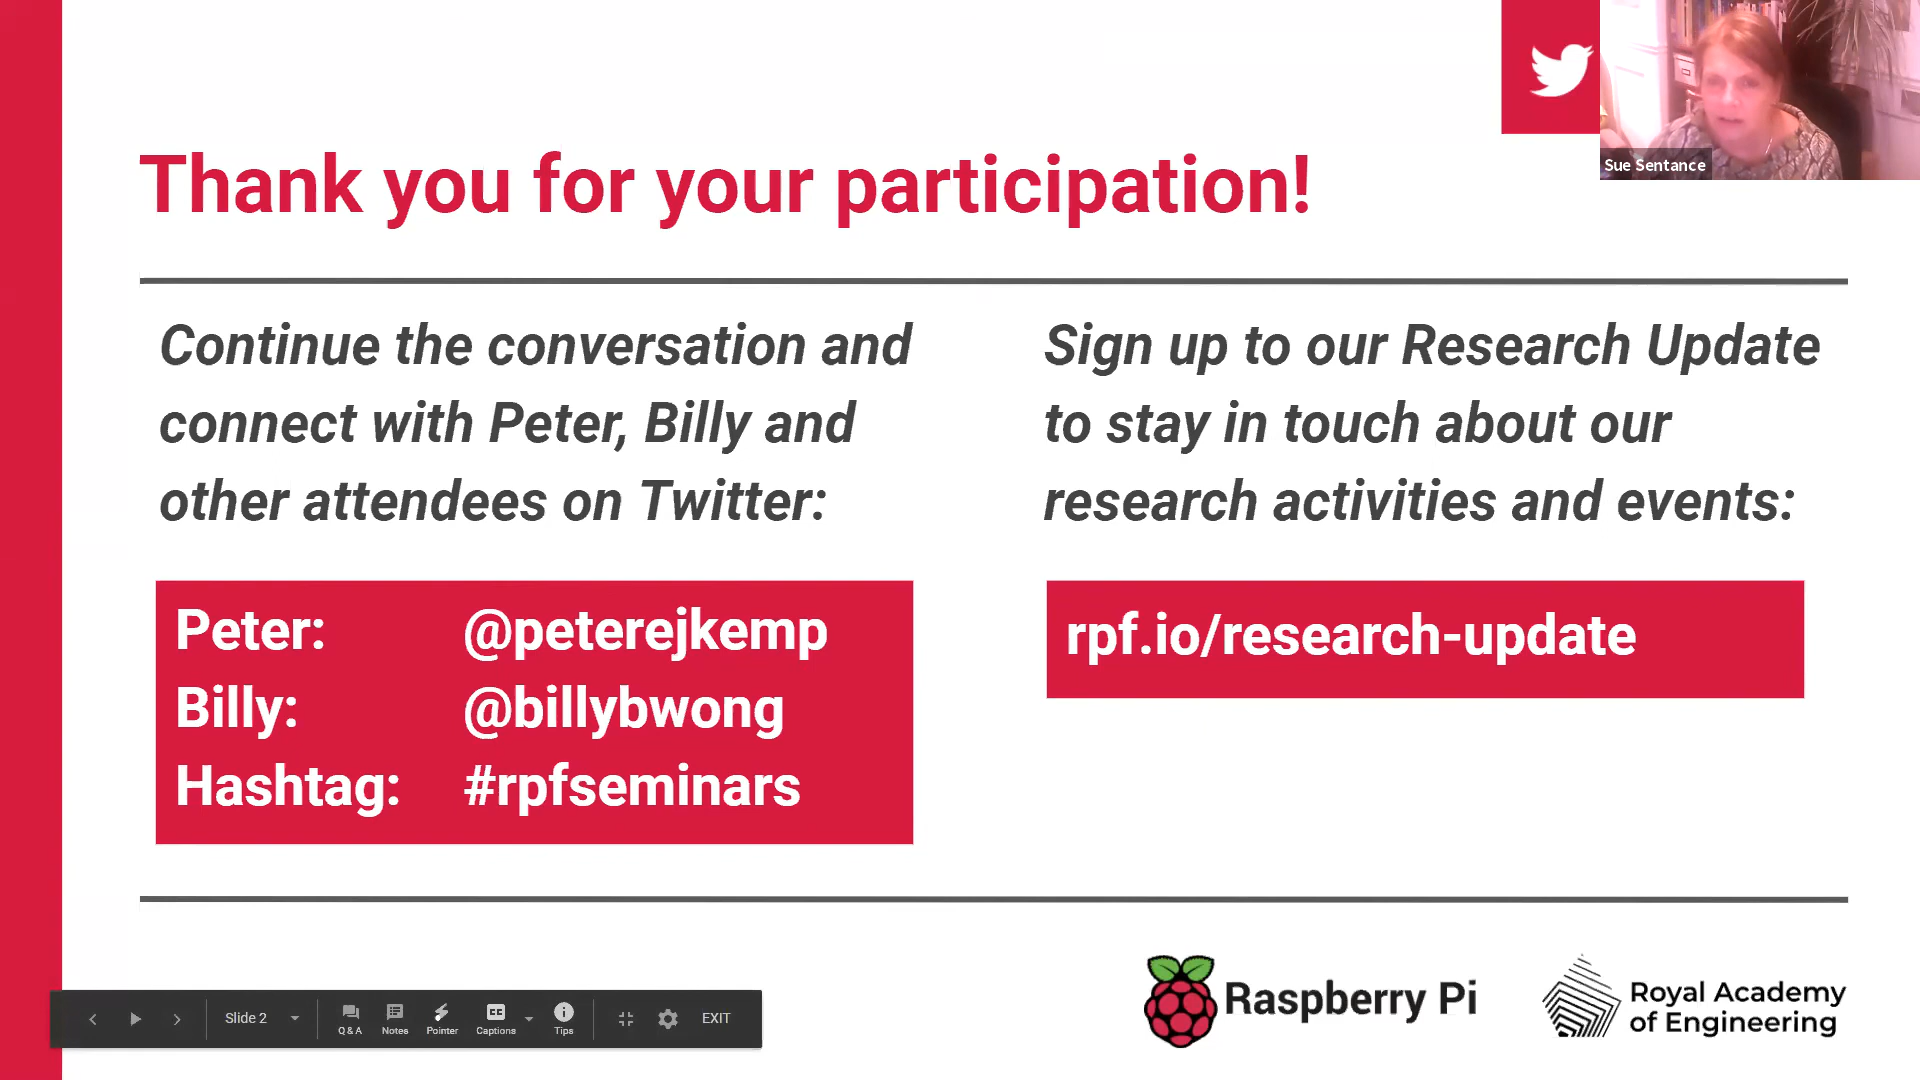 Sue Sentance
Thank you for your participation!
Continue the conversation and
connect with Peter, Billy and
other attendees on Twitter:
Peter: @peterejkemp
Billy: @billybwong
Hashtag: #rpfseminars
Sign up to our Research Update
to stay in touch about our
research activities and events:
rpf.io/research-update
Slide 2
Q & A
Notes
Pointer
Captions
Tips
EXIT
Raspberry Pi
Royal Academy
of Engineering